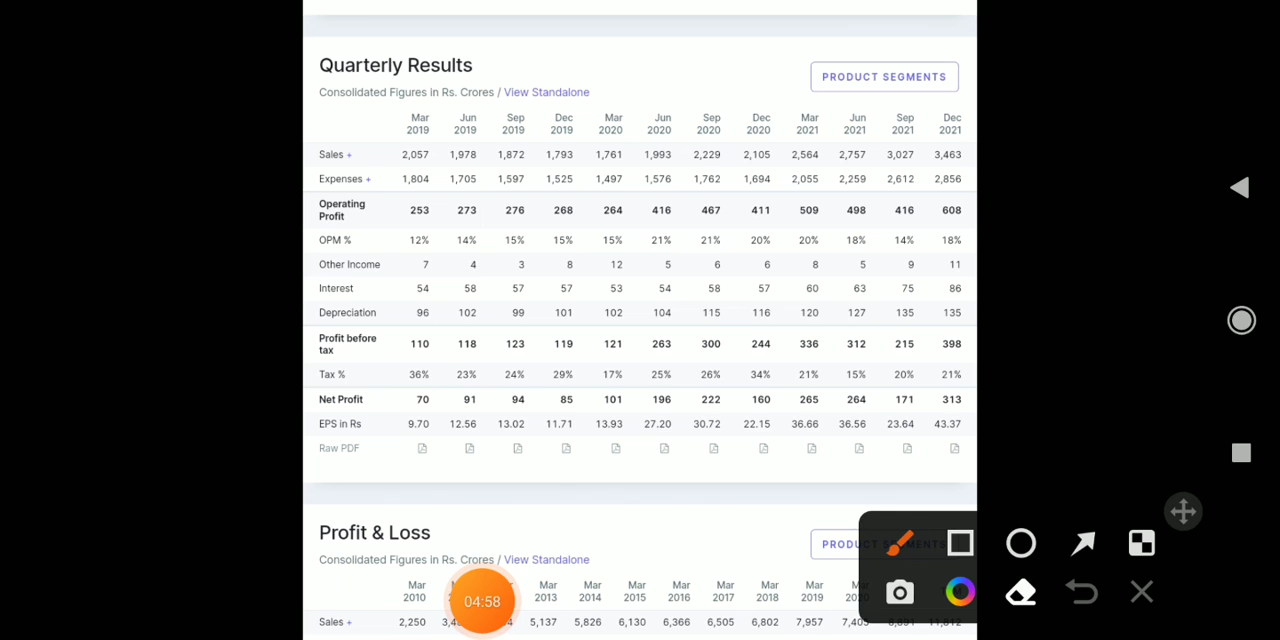 Quarterly Results
PRODUCT SEGMENTS
Consolidated Figures in Rs. Crores / View Standalone
Mar 2019 Jun 2019 Sep 2019 Dec 2019 Mar 2020 Jun 2020 Sep 2020 Dec 2020 Mar 2021 Jun 2021 Sep 2021 Dec 2021
Sales + 2,057 1,978 1,872 1,793 1,761 1,993 2,229 2,105 2,564 2,757 3,027 3,463
Expenses + 1,804 1,705 1,597 1,525 1,497 1,576 1,762 1,694 2,055 2,259 2,612 2,856
Operating Profit 253 273 276 268 264 416 467 411 509 498 416 608
OPM % 12% 14% 15% 15% 15% 21% 21% 20% 20% 18% 14% 18%
Other Income 7 4 3 8 12 5 6 6 8 5 9 11
Interest 54 58 57 57 53 54 58 57 60 63 75 86
Depreciation 96 102 99 101 102 104 115 116 120 127 135 135
Profit before tax 110 118 123 119 121 263 300 244 336 312 215 398
Tax % 36% 23% 24% 29% 17% 25% 26% 34% 21% 15% 20% 21%
Net Profit 70 91 94 85 101 196 222 160 265 264 171 313
EPS in Rs 9.70 12.56 13.02 11.71 13.93 27.20 30.72 22.15 36.66 36.56 23.64 43.37
Raw PDF
Profit & Loss
PRODUCT SEGMENTS
Consolidated Figures in Rs. Crores / View Standalone
Mar 2010 Mar 2013 Mar 2014 Mar 2015 Mar 2016 Mar 2017 Mar 2018 Mar 2019 Mar
04:58
Sales + 2,250 5,137 5,826 6,130 6,366 6,505 6,802 7,957 7,405